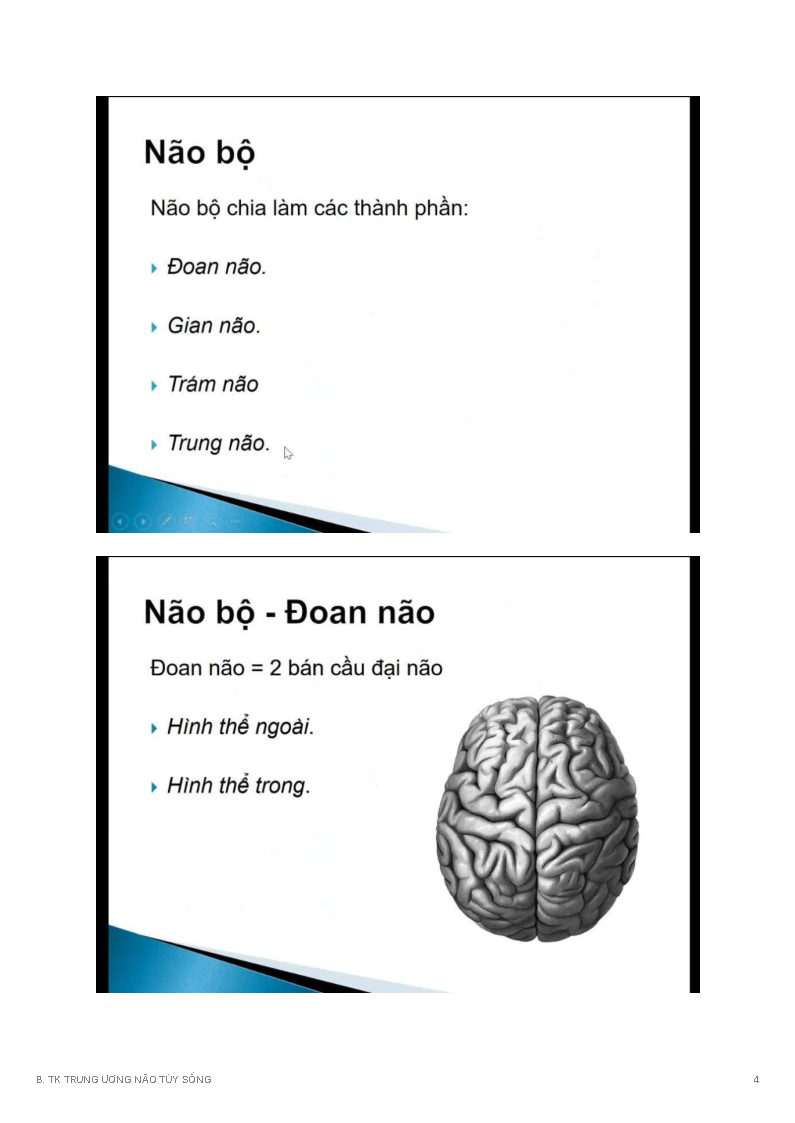 Não bộ
Não bộ chia làm các thành phần:
Đoan não.
Gian não.
Trám não
Trung não.
Não bộ - Đoan não
Đoan não = 2 bán cầu đại não
Hình thể ngoài.
Hình thể trong.
B. TK TRUNG ƯƠNG NÃO TỦY SỐNG
4